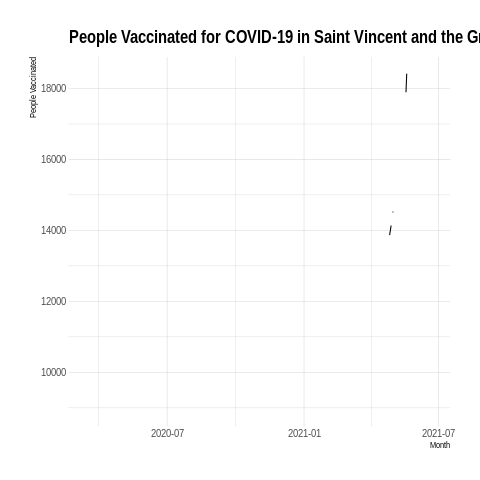 People Vaccinated for COVID-19 in Saint Vincent and the Gr
People Vaccinated
18000
16000
14000
12000
10000
2020-07
2021-01
2021-07
Month